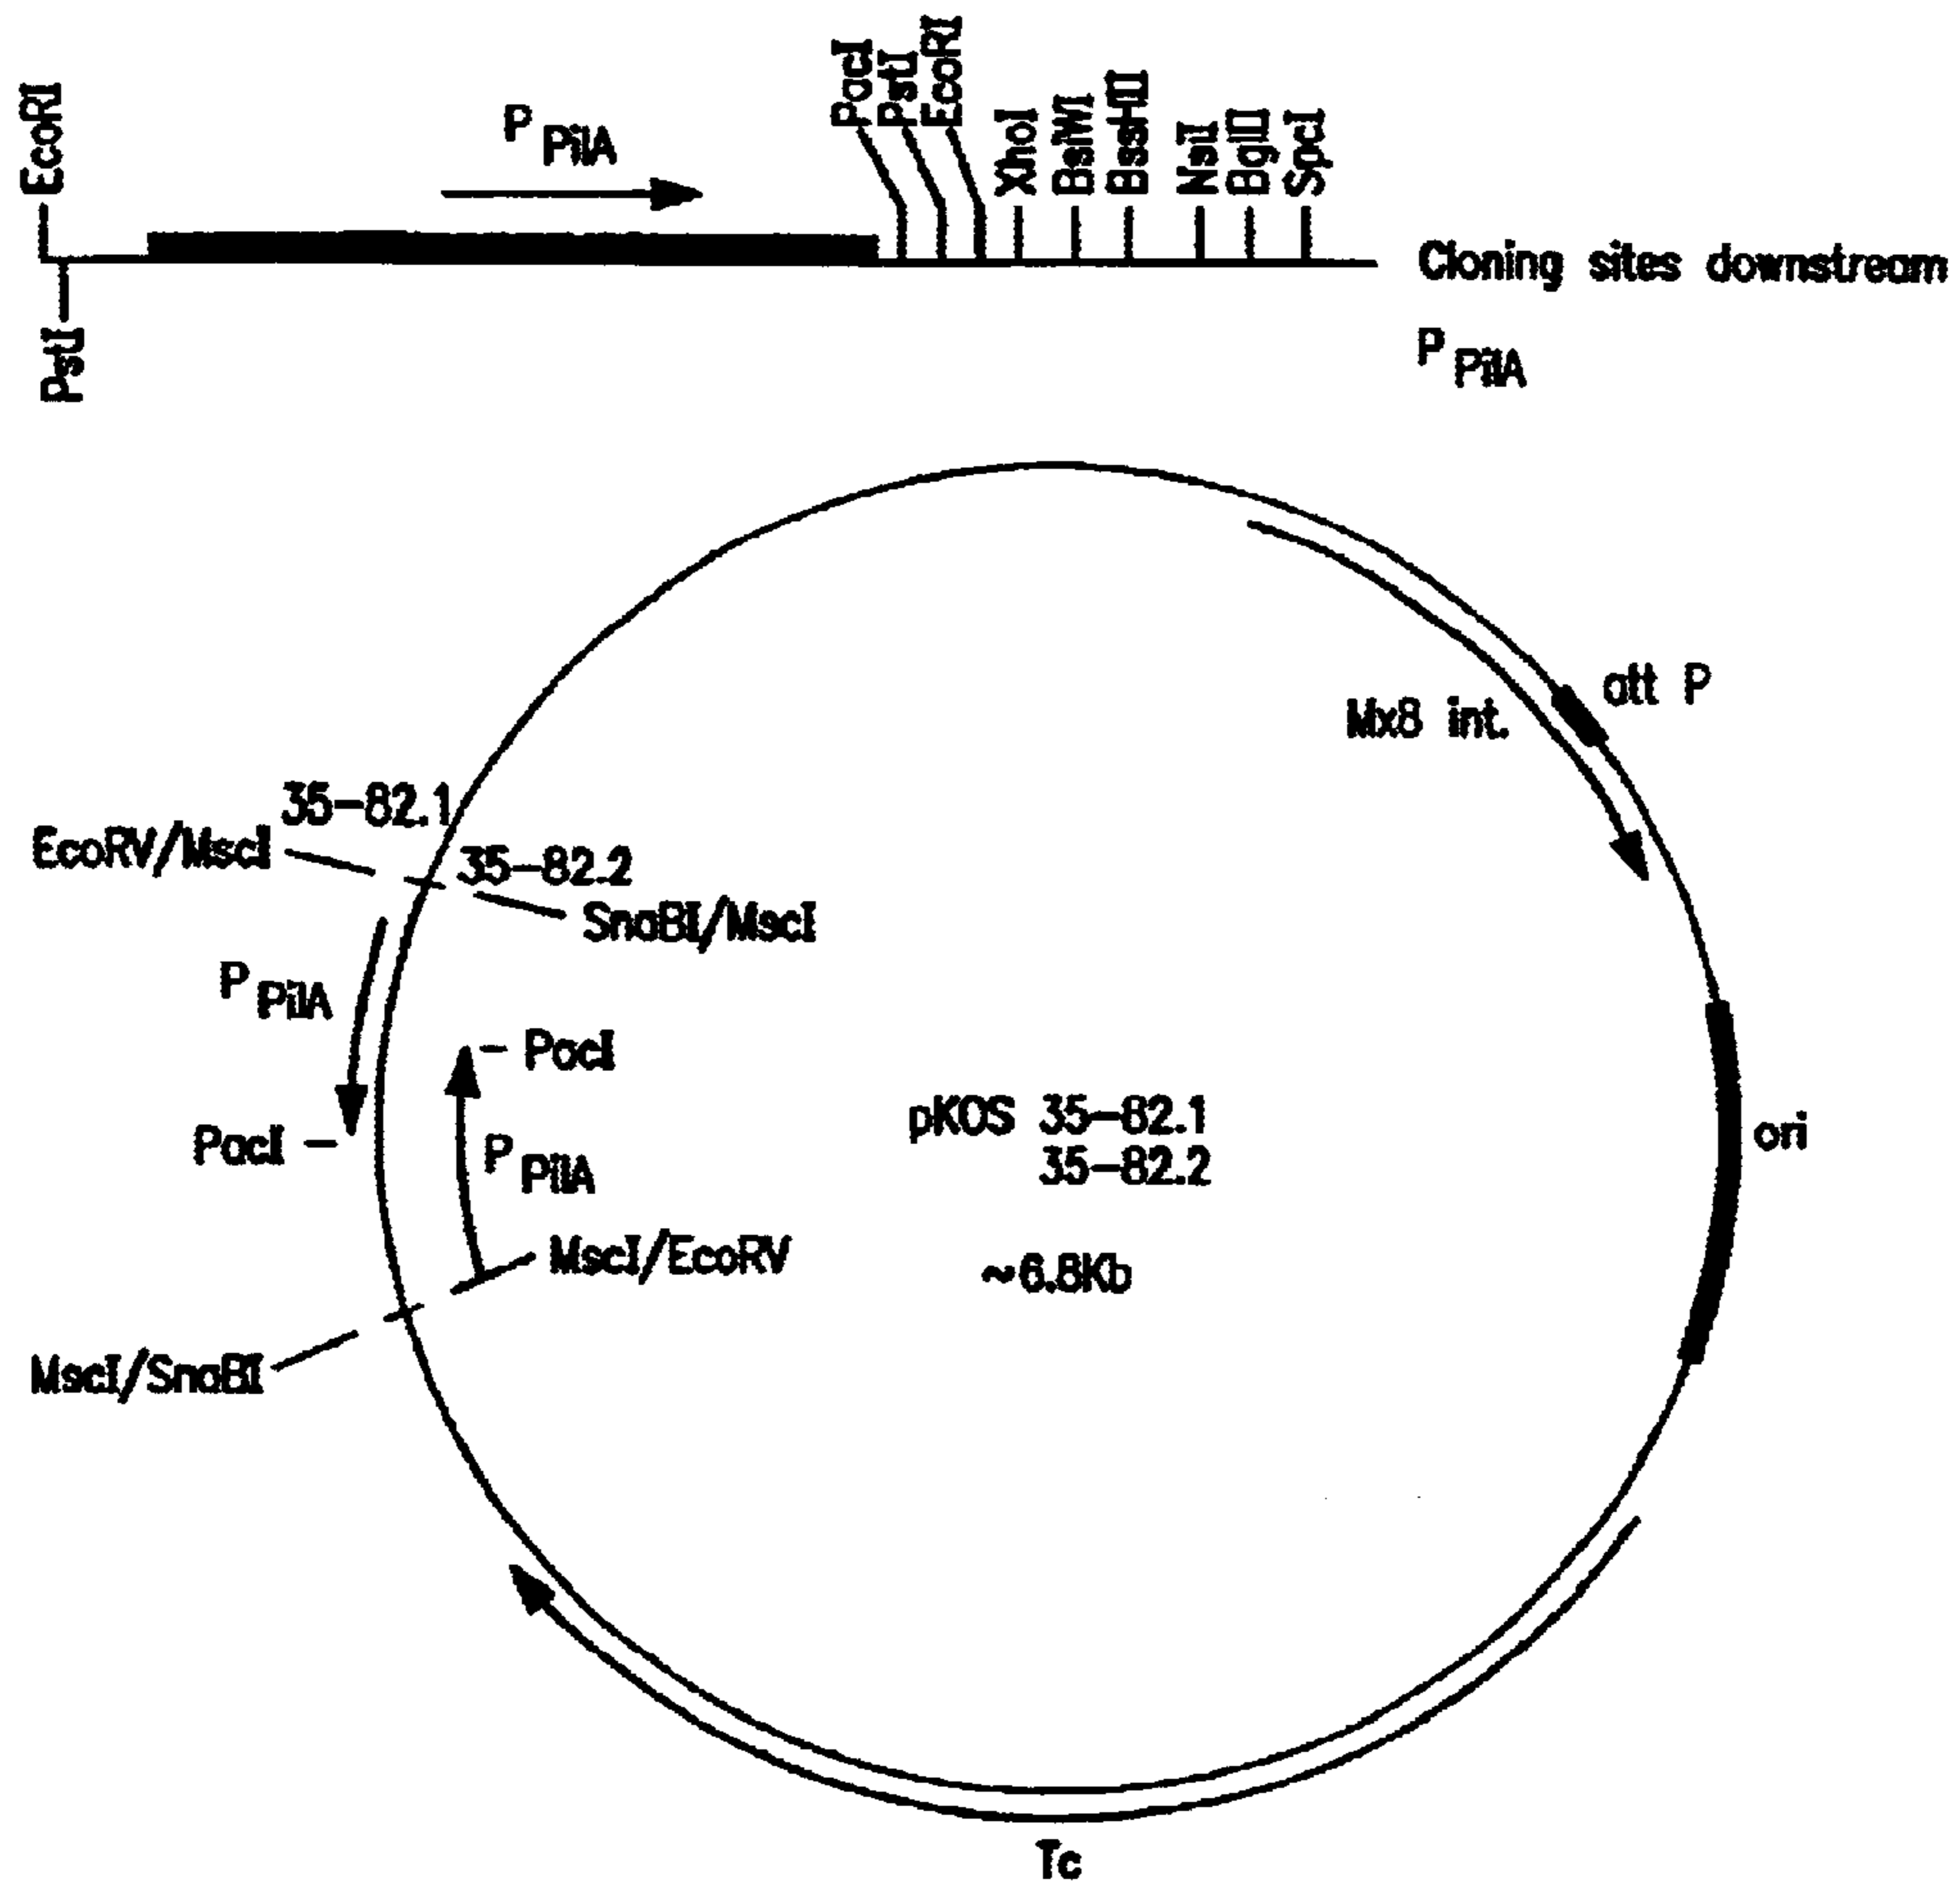 EcoRI
P PilA
PacI
PstI
EcoRI
XhoI
BsiWI
BssHII
NsiI
BglII
SpeI
Cloning sites downstream
P PilA
PstI
att P
Mx8 int.
35-82.1
EcoRV/MscI
35-82.2
SnaBI/MscI
P PilA
PacI
pKOS 35-82.1
35-82.2
ori
PacI
P PilA
MscI/EcoRV
~6.8Kb
MscI/SnaBI
Tc